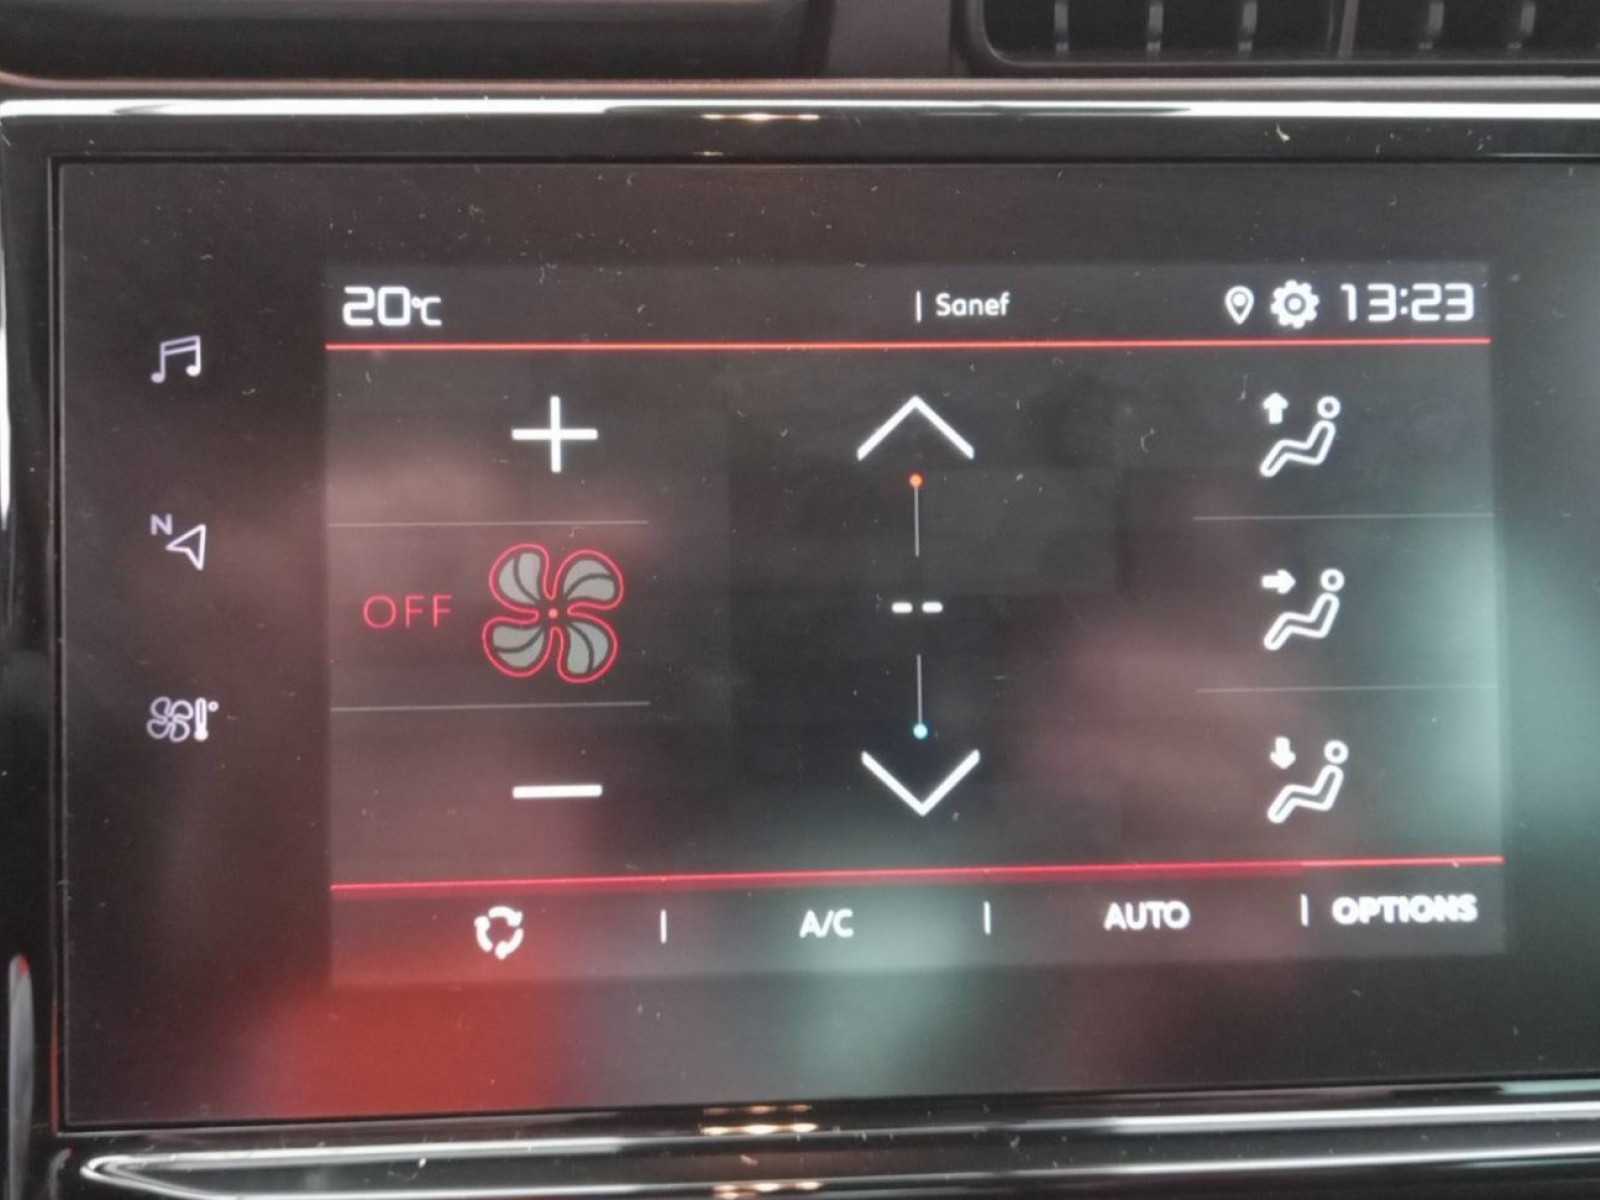 20°C | Sanef 13:23
N
OFF
--
| A/C | AUTO | OPTIONS